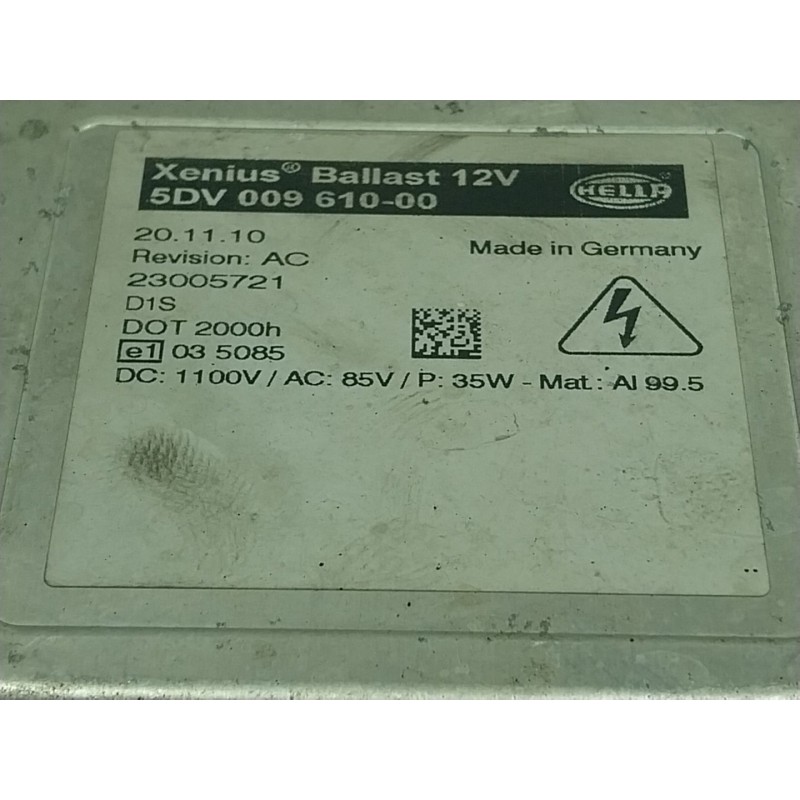 Xenius® Ballast 12V
5DV 009 610-00
HELLA
20.11.10
Made in Germany
Revision: AC
23005721
D1S
DOT 2000h
e1 03 5085
DC: 1100V / AC: 85V / P: 35W - Mat.: Al 99.5